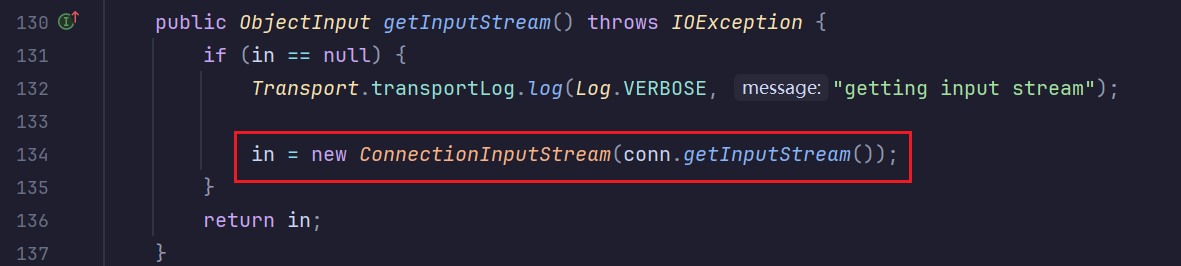 130 public ObjectInput getInputStream() throws IOException {
131 if (in == null) {
132 Transport.transportLog.log(Log.VERBOSE, message: "getting input stream");
133
134 in = new ConnectionInputStream(conn.getInputStream());
135 }
136 return in;
137 }